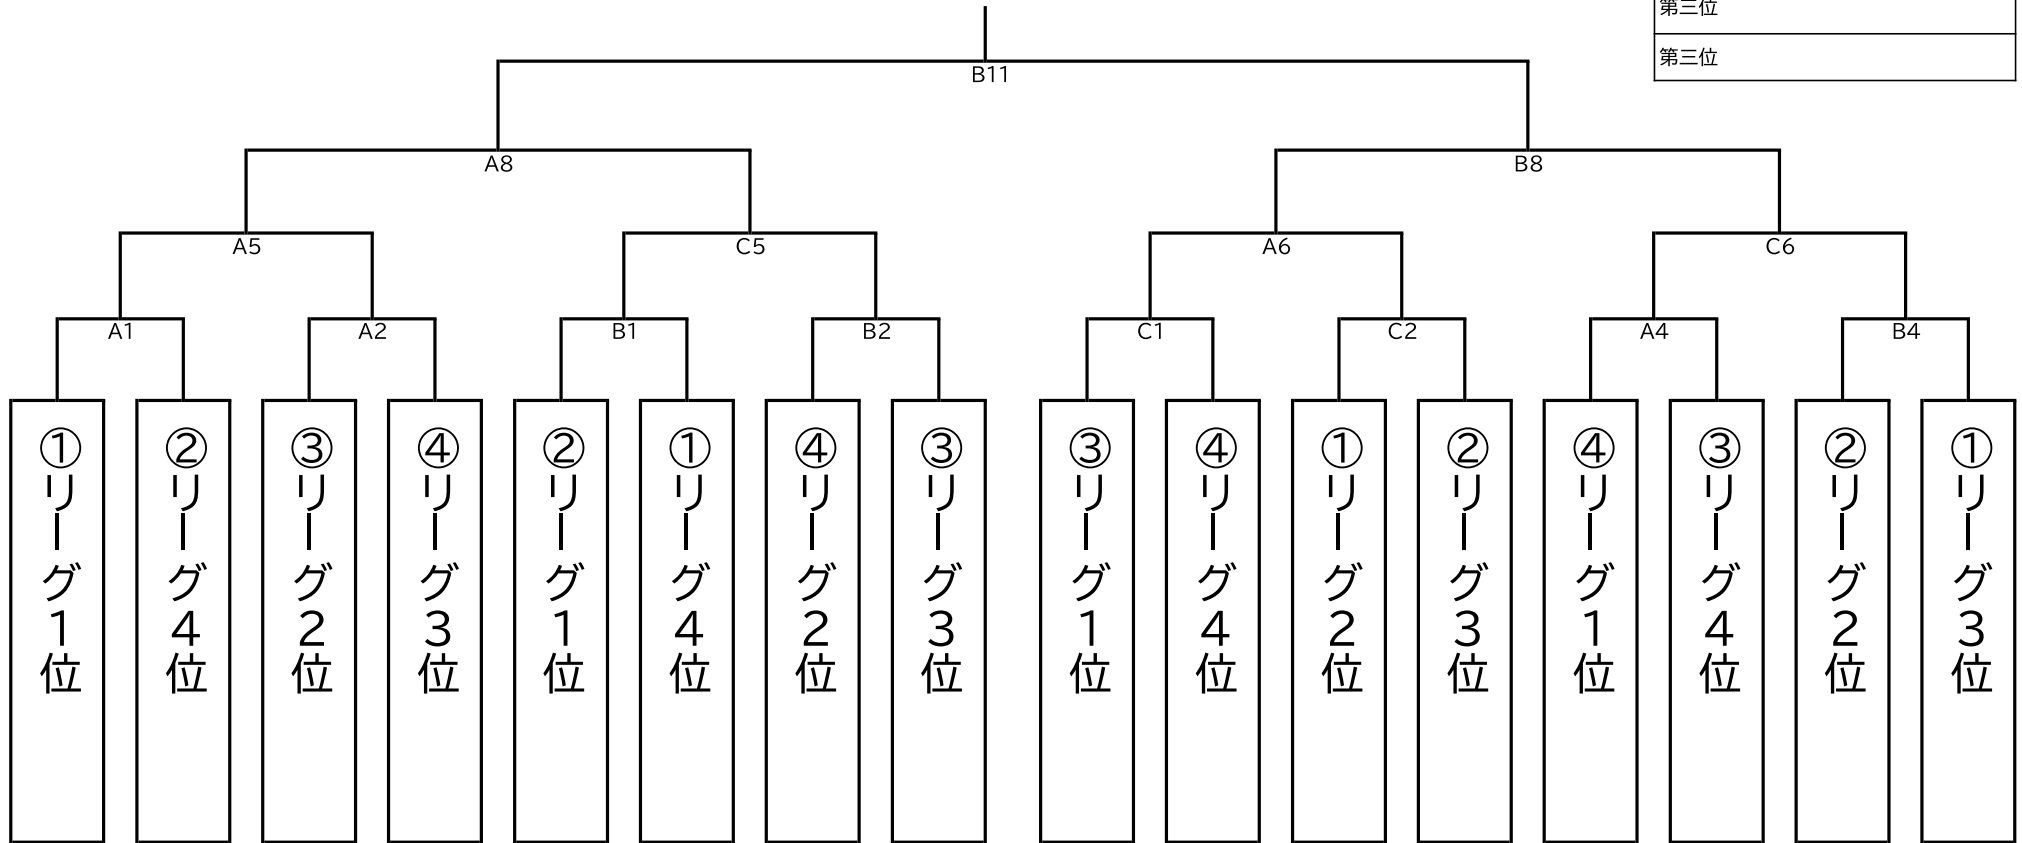 第三位
第三位
B11
A8
B8
A5
C5
A6
C6
A1
A2
B1
B2
C1
C2
A4
B4
①リーグ1位
②リーグ4位
③リーグ2位
④リーグ3位
②リーグ1位
①リーグ4位
④リーグ2位
③リーグ3位
③リーグ1位
④リーグ4位
①リーグ2位
②リーグ3位
④リーグ1位
③リーグ4位
②リーグ2位
①リーグ3位